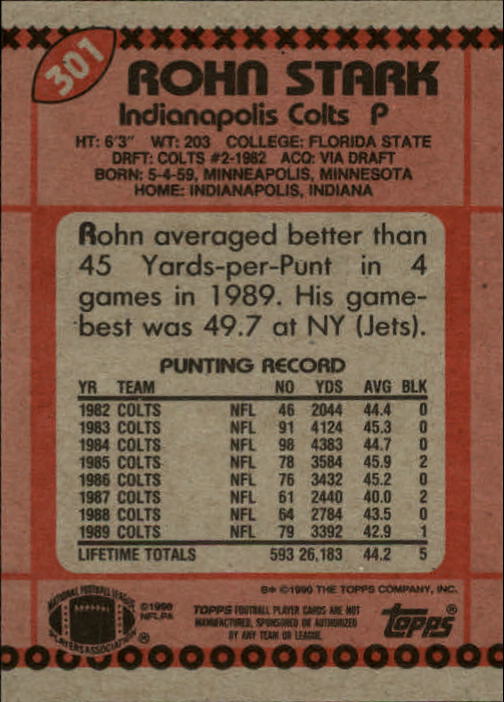 301
ROHN STARK
Indianapolis Colts P
HT: 6'3" WT: 203 COLLEGE: FLORIDA STATE
DRFT: COLTS #2-1982 ACQ: VIA DRAFT
BORN: 5-4-59, MINNEAPOLIS, MINNESOTA
HOME: INDIANAPOLIS, INDIANA
Rohn averaged better than
45 Yards-per-Punt in 4
games in 1989. His game-
best was 49.7 at NY (Jets).
PUNTING RECORD
YR TEAM NO YDS AVG BLK
1982 COLTS NFL 46 2044 44.4 0
1983 COLTS NFL 91 4124 45.3 0
1984 COLTS NFL 98 4383 44.7 0
1985 COLTS NFL 78 3584 45.9 2
1986 COLTS NFL 76 3432 45.2 0
1987 COLTS NFL 61 2440 40.0 2
1988 COLTS NFL 64 2784 43.5 0
1989 COLTS NFL 79 3392 42.9 1
LIFETIME TOTALS 593 26,183 44.2 5
B* ©1990 THE TOPPS COMPANY, INC.
NATIONAL FOOTBALL LEAGUE
PLAYERS ASSOCIATION ®
©1990
NFLPA
TOPPS FOOTBALL PLAYER CARDS ARE NOT
MANUFACTURED, SPONSORED OR AUTHORIZED
BY ANY TEAM OR LEAGUE.
topps®